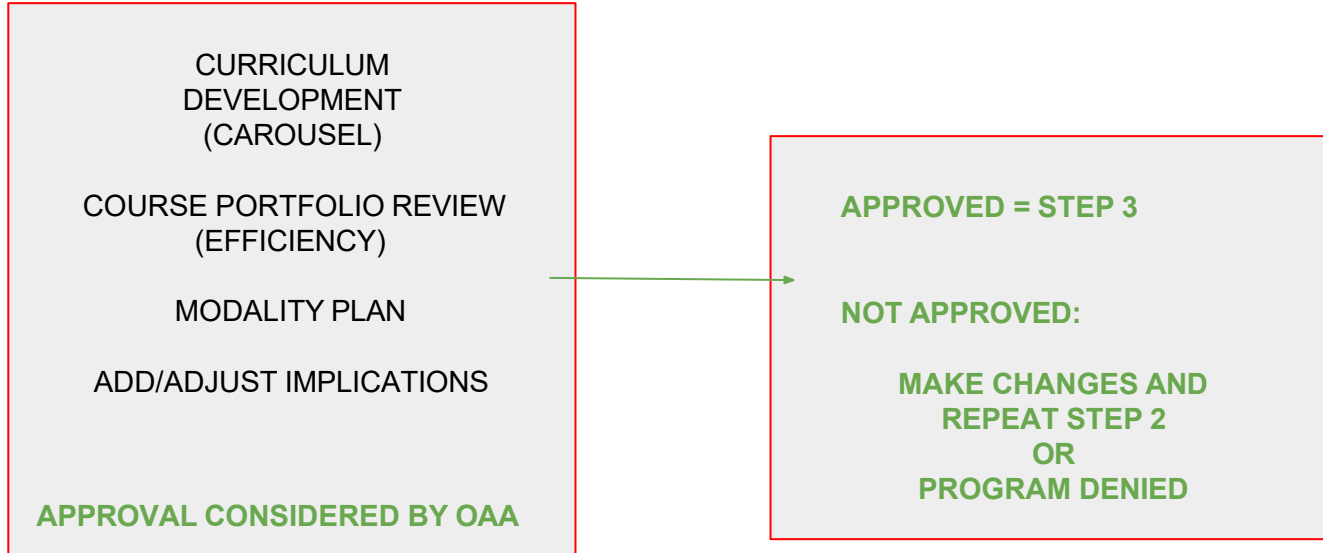 CURRICULUM
DEVELOPMENT
(CAROUSEL)
COURSE PORTFOLIO REVIEW
(EFFICIENCY)
MODALITY PLAN
ADD/ADJUST IMPLICATIONS
APPROVAL CONSIDERED BY OAA
APPROVED = STEP 3
NOT APPROVED:
MAKE CHANGES AND
REPEAT STEP 2
OR
PROGRAM DENIED